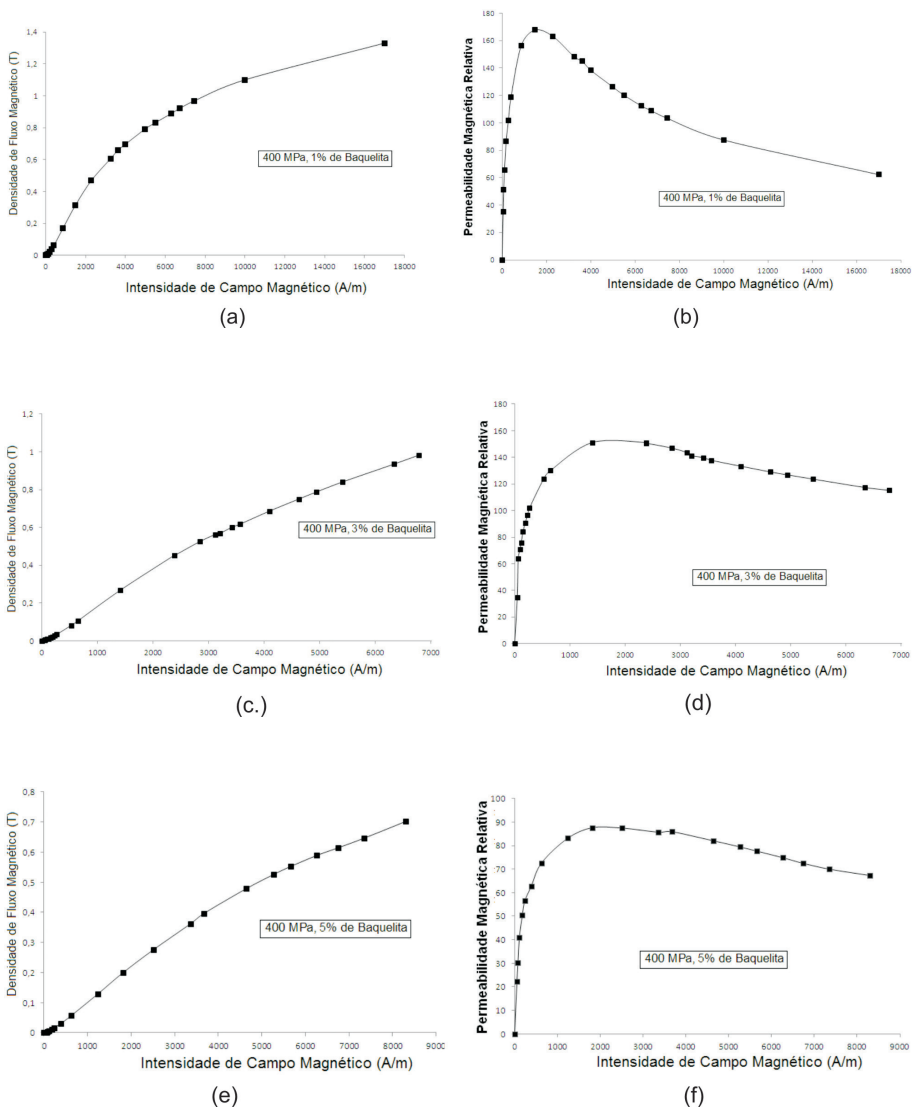 Densidade de Fluxo Magnético (T)
1,4
1,2
1
0,8
0,6
0,4
0,2
0
400 MPa, 1% de Baquelita
0 2000 4000 6000 8000 10000 12000 14000 16000 18000
Intensidade de Campo Magnético (A/m)
(a)
Permeabilidade Magnética Relativa
180
160
140
120
100
80
60
40
20
0
400 MPa, 1% de Baquelita
0 2000 4000 6000 8000 10000 12000 14000 16000 18000
Intensidade de Campo Magnético (A/m)
(b)
Densidade de Fluxo Magnético (T)
1,2
1
0,8
0,6
0,4
0,2
0
400 MPa, 3% de Baquelita
0 1000 2000 3000 4000 5000 6000 7000
Intensidade de Campo Magnético (A/m)
(c.)
Permeabilidade Magnética Relativa
180
160
140
120
100
80
60
40
20
0
400 MPa, 3% de Baquelita
0 1000 2000 3000 4000 5000 6000 7000
Intensidade de Campo Magnético (A/m)
(d)
Densidade de Fluxo Magnético (T)
0,8
0,7
0,6
0,5
0,4
0,3
0,2
0,1
0
400 MPa, 5% de Baquelita
0 1000 2000 3000 4000 5000 6000 7000 8000 9000
Intensidade de Campo Magnético (A/m)
(e)
Permeabilidade Magnética Relativa
100
90
80
70
60
50
40
30
20
10
0
400 MPa, 5% de Baquelita
0 1000 2000 3000 4000 5000 6000 7000 8000 9000
Intensidade de Campo Magnético (A/m)
(f)